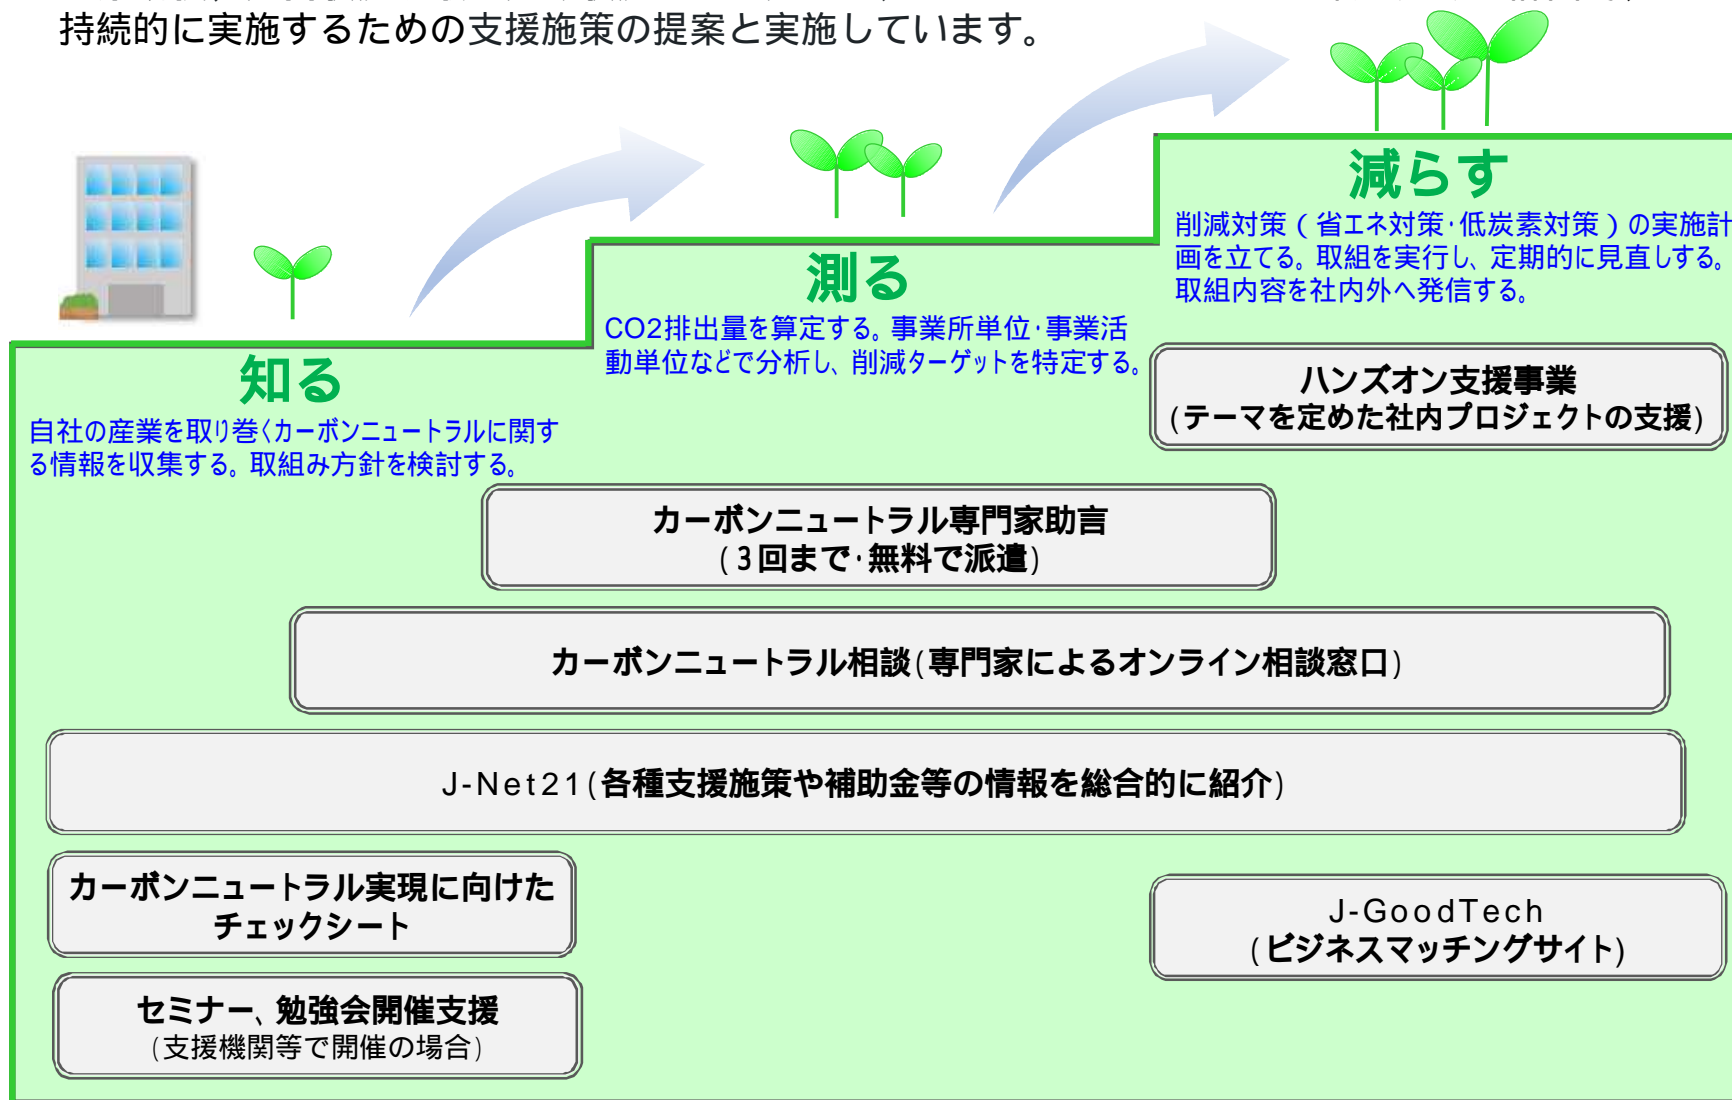 持続的に実施するための支援施策の提案と実施しています。
減らす
削減対策(省エネ対策・低炭素対策)の実施計
画を立てる。取組を実行し、定期的に見直しする。
取組内容を社内外へ発信する。
測る
CO2排出量を算定する。事業所単位・事業活
動単位などで分析し、削減ターゲットを特定する。
知る
自社の産業を取り巻くカーボンニュートラルに関す
る情報を収集する。取組み方針を検討する。
ハンズオン支援事業
(テーマを定めた社内プロジェクトの支援)
カーボンニュートラル専門家助言
(3回まで・無料で派遣)
カーボンニュートラル相談(専門家によるオンライン相談窓口)
J-Net21(各種支援施策や補助金等の情報を総合的に紹介)
カーボンニュートラル実現に向けた
チェックシート
J-GoodTech
(ビジネスマッチングサイト)
セミナー、勉強会開催支援
(支援機関等で開催の場合)